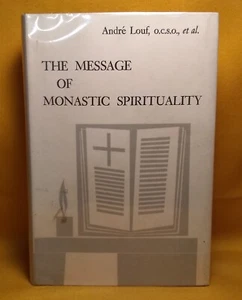 André Louf, O.C.S.O., et al.
THE MESSAGE
OF
MONASTIC SPIRITUALITY